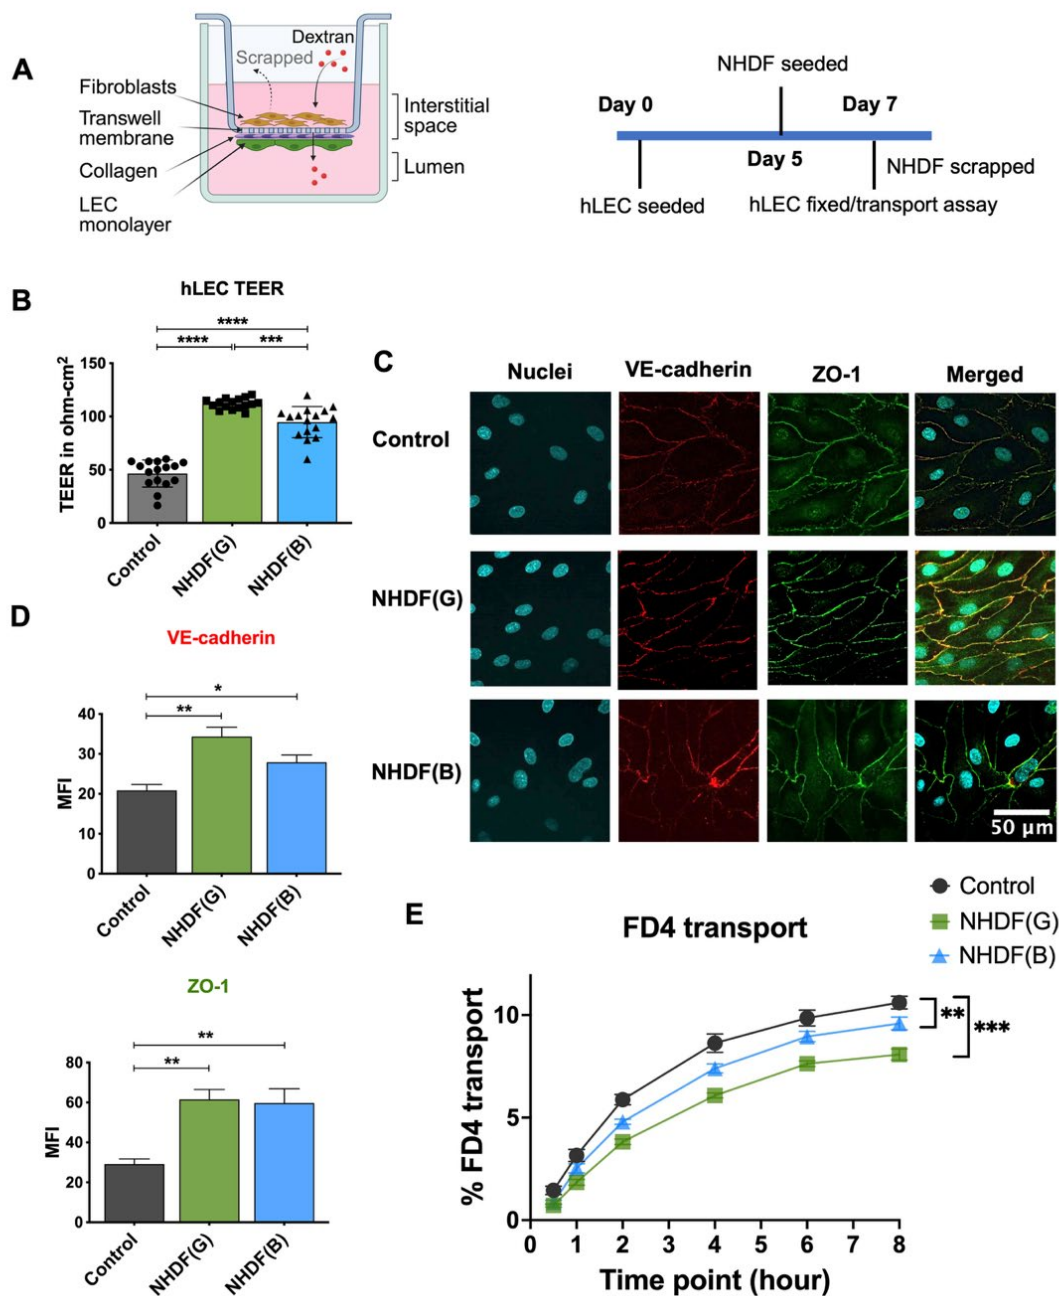 A
Dextran
Scrapped
Fibroblasts
Transwell
membrane
Collagen
LEC
monolayer
Interstitial
space
Lumen
NHDF seeded
Day 0
Day 7
Day 5
NHDF scrapped
hLEC seeded
hLEC fixed/transport assay
B
hLEC TEER
****
**** ***
TEER in ohm-cm2
150
100
50
0
Control
NHDF(G)
NHDF(B)
C
Nuclei VE-cadherin ZO-1 Merged
Control
NHDF(G)
NHDF(B)
50 µm
D
VE-cadherin
*
**
MFI
40
30
20
10
0
Control
NHDF(G)
NHDF(B)
ZO-1
**
**
MFI
80
60
40
20
0
Control
NHDF(G)
NHDF(B)
E
FD4 transport
Control
NHDF(G)
NHDF(B)
** ***
% FD4 transport
10
5
0
0 1 2 3 4 5 6 7 8
Time point (hour)